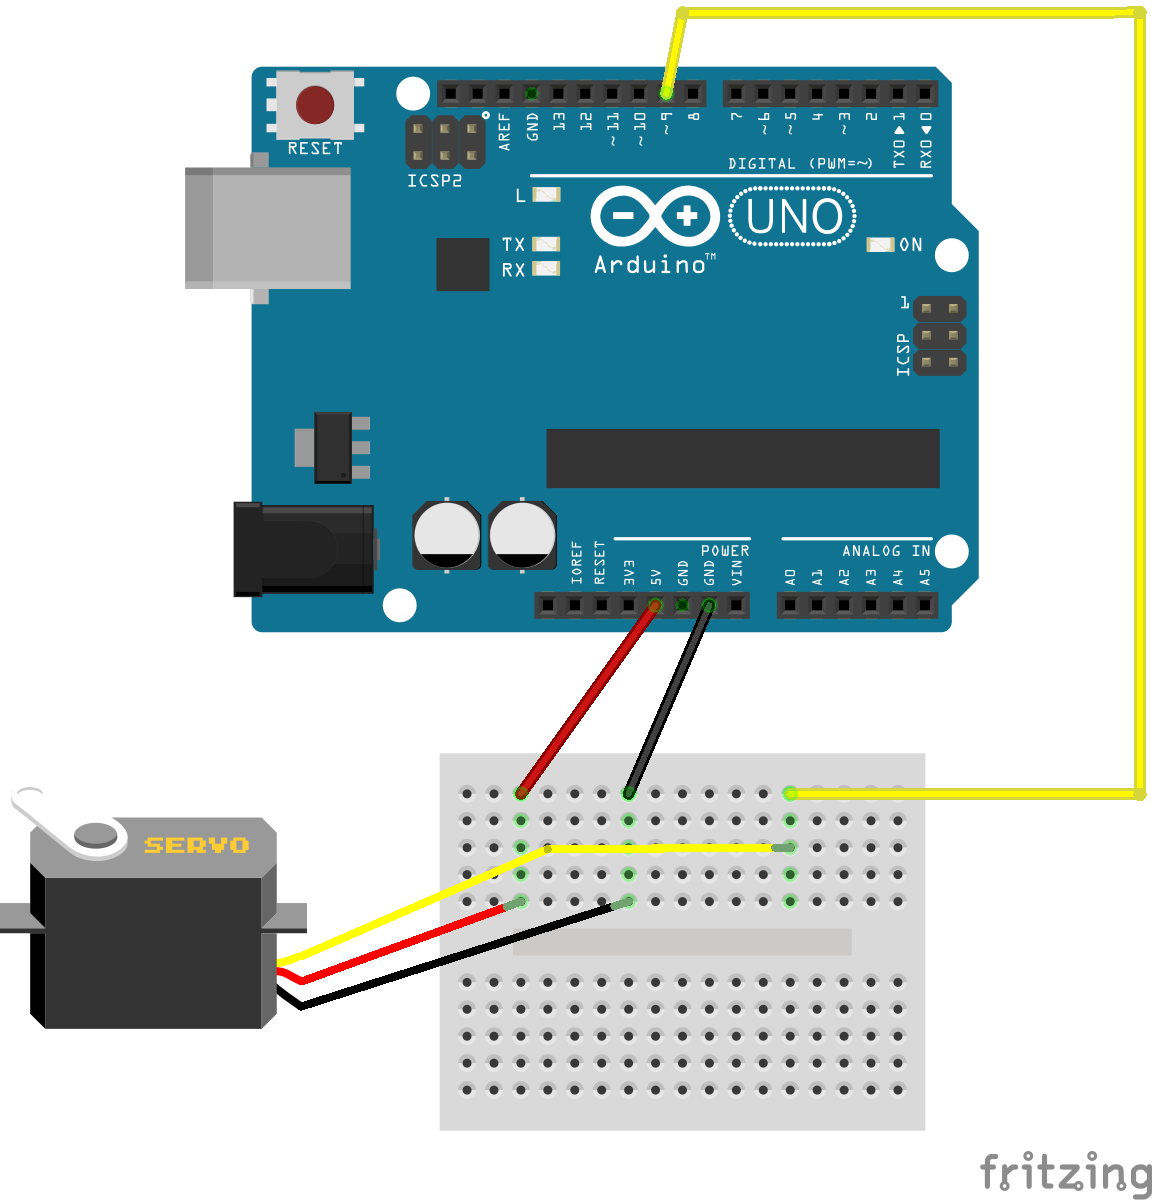 RESET
ICSP2
AREF
GND
13
12
~11
~10
~9
8
7
~6
~5
4
~3
2
TX0▶1
RX0◀0
DIGITAL (PWM=~)
L
TX
RX
UNO
Arduino™
ON
1
ICSP
IOREF
RESET
3V3
5V
GND
GND
VIN
POWER
ANALOG IN
A0
A1
A2
A3
A4
A5
SERVO
fritzing